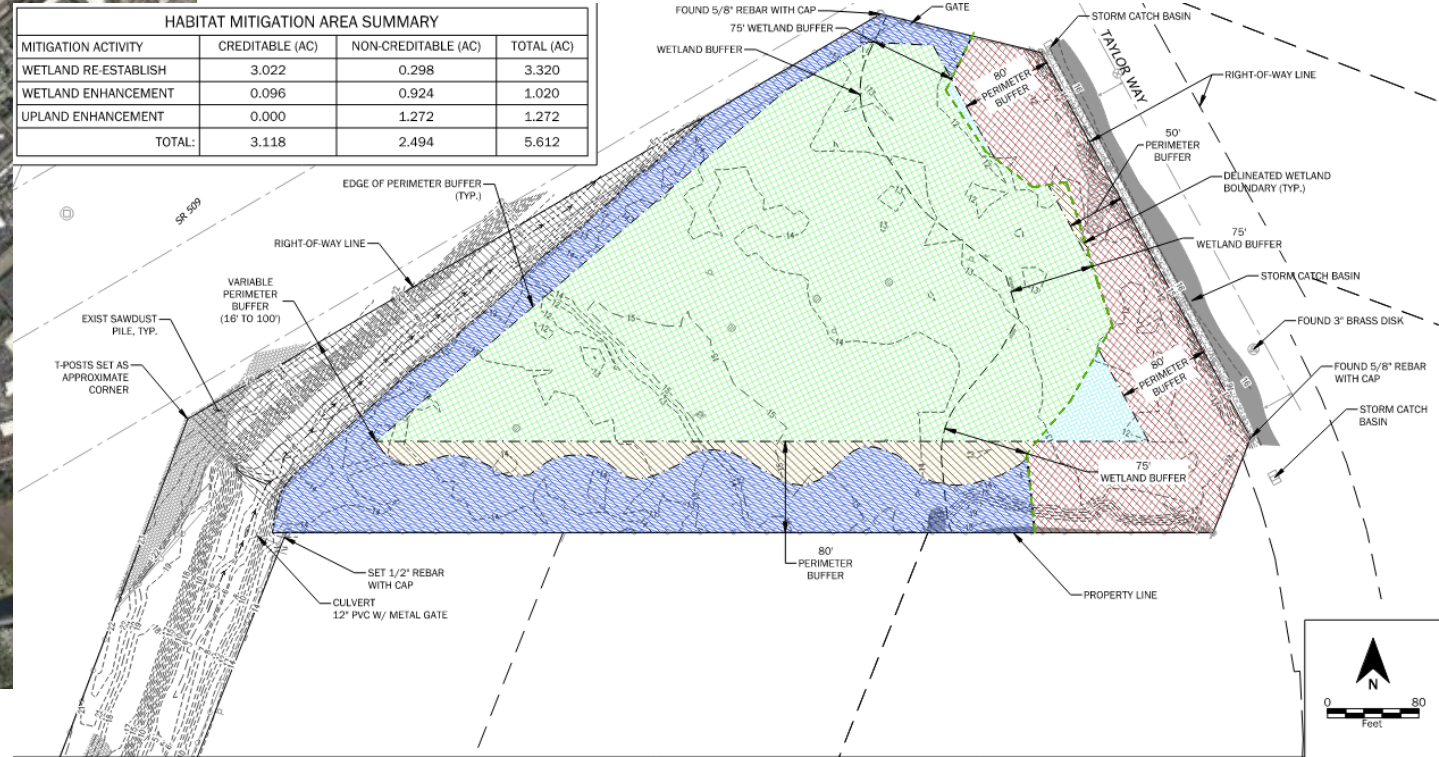 HABITAT MITIGATION AREA SUMMARY
MITIGATION ACTIVITY CREDITABLE (AC) NON-CREDITABLE (AC) TOTAL (AC)
WETLAND RE-ESTABLISH 3.022 0.298 3.320
WETLAND ENHANCEMENT 0.096 0.924 1.020
UPLAND ENHANCEMENT 0.000 1.272 1.272
TOTAL: 3.118 2.494 5.612
FOUND 5/8" REBAR WITH CAP
GATE
75' WETLAND BUFFER
WETLAND BUFFER
STORM CATCH BASIN
TAYLOR WAY
RIGHT-OF-WAY LINE
80'
PERIMETER
BUFFER
50'
PERIMETER
BUFFER
DELINEATED WETLAND
BOUNDARY (TYP.)
75'
WETLAND BUFFER
STORM CATCH BASIN
FOUND 3" BRASS DISK
80'
PERIMETER
BUFFER
FOUND 5/8" REBAR
WITH CAP
STORM CATCH
BASIN
EDGE OF PERIMETER BUFFER
(TYP.)
SR 509
RIGHT-OF-WAY LINE
VARIABLE
PERIMETER
BUFFER
(16' TO 100')
EXIST SAWDUST
PILE, TYP.
T-POSTS SET AS
APPROXIMATE
CORNER
75'
WETLAND BUFFER
80'
PERIMETER
BUFFER
SET 1/2" REBAR
WITH CAP
CULVERT
12" PVC W/ METAL GATE
PROPERTY LINE
N
0 80
Feet